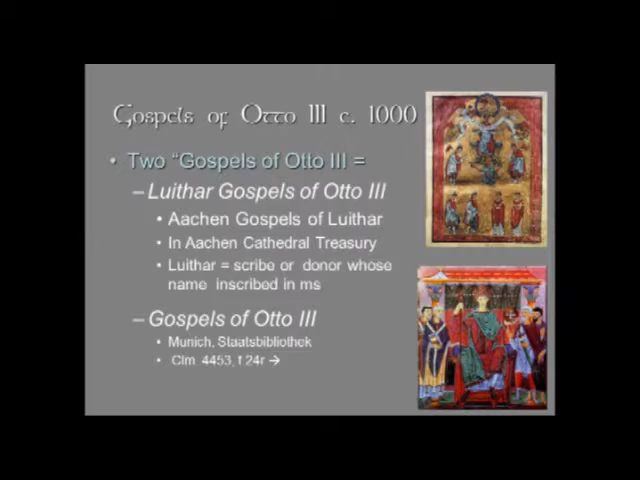 Gospels of Otto III c. 1000
• Two “Gospels of Otto III =
– Luithar Gospels of Otto III
• Aachen Gospels of Luithar
• In Aachen Cathedral Treasury
• Luithar = scribe or donor whose
name inscribed in ms
– Gospels of Otto III
• Munich, Staatsbibliothek
• Clm 4453, f 24r →